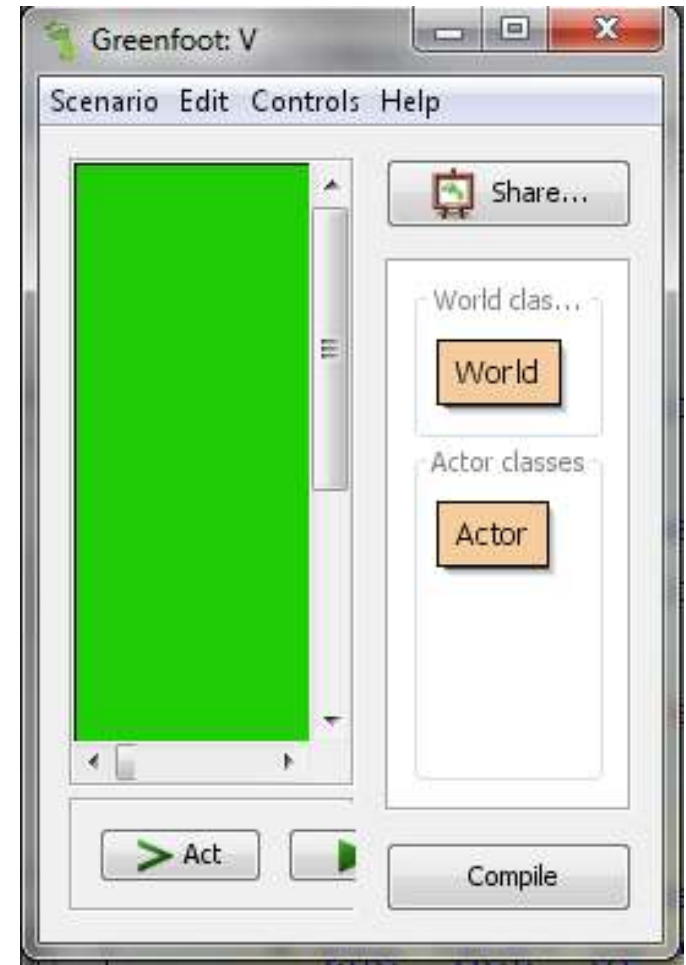 Greenfoot: V
Scenario Edit Controls Help
Share...
World clas...
World
Actor classes
Actor
Act
Compile